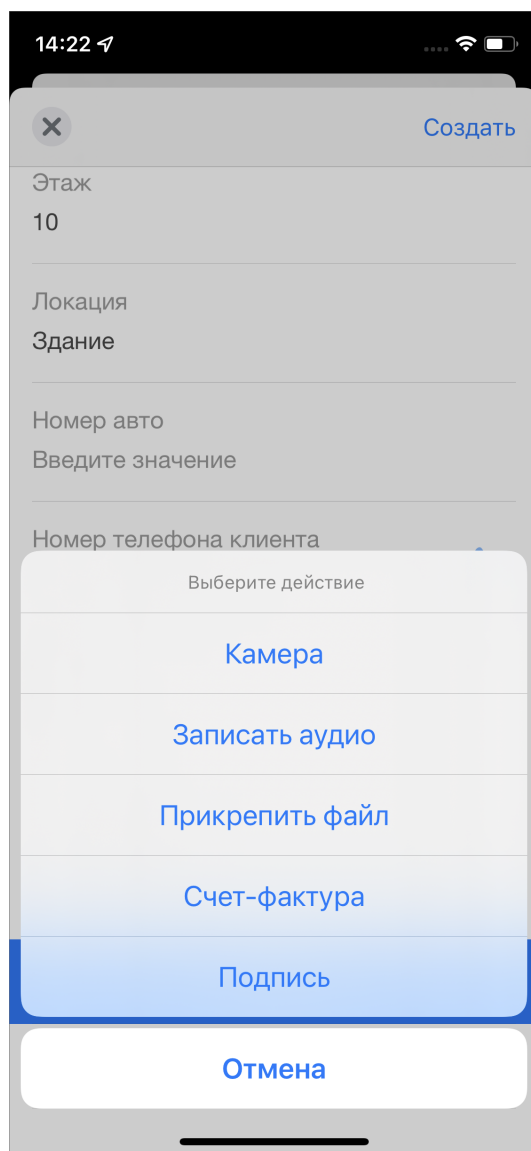 14:22
Создать
Этаж
10
Локация
Здание
Номер авто
Введите значение
Номер телефона клиента
Выберите действие
Камера
Записать аудио
Прикрепить файл
Счет-фактура
Подпись
Отмена